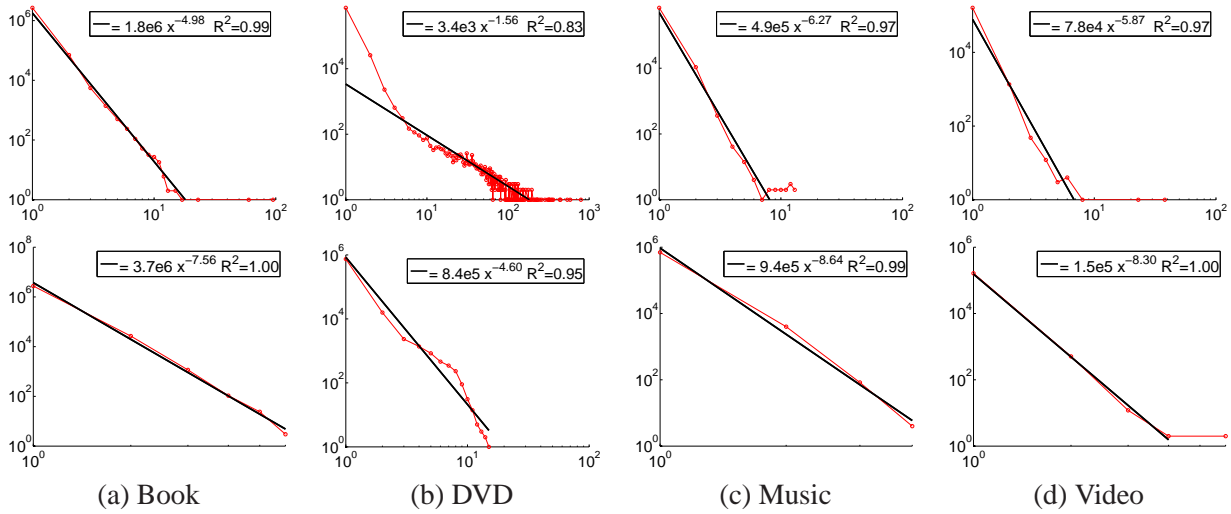 = 1.8e6 x^-4.98 R^2=0.99
10^6
10^4
10^2
10^0
10^0 10^1 10^2
= 3.4e3 x^-1.56 R^2=0.83
10^6
10^4
10^2
10^0
10^0 10^1 10^2 10^3
= 4.9e5 x^-6.27 R^2=0.97
10^4
10^2
10^0
10^0 10^1 10^2
= 7.8e4 x^-5.87 R^2=0.97
10^4
10^2
10^0
10^0 10^1 10^2
= 3.7e6 x^-7.56 R^2=1.00
10^8
10^6
10^4
10^2
10^0
10^0
= 8.4e5 x^-4.60 R^2=0.95
10^6
10^4
10^2
10^0
10^0 10^1 10^2
= 9.4e5 x^-8.64 R^2=0.99
10^6
10^4
10^2
10^0
10^0
= 1.5e5 x^-8.30 R^2=1.00
10^6
10^4
10^2
10^0
10^0
(a) Book
(b) DVD
(c) Music
(d) Video